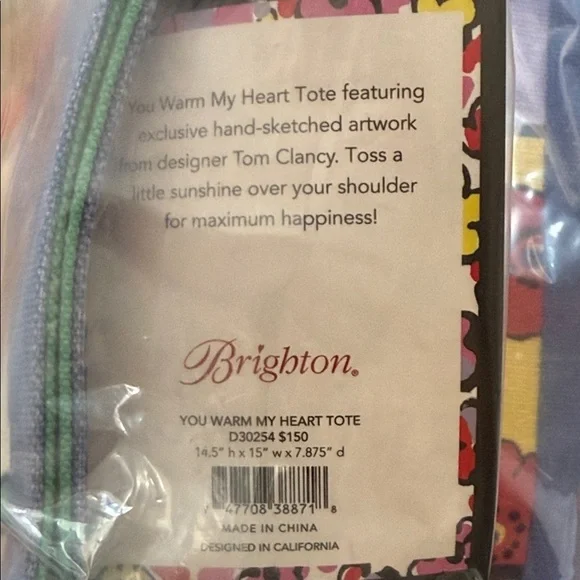 You Warm My Heart Tote featuring
exclusive hand-sketched artwork
from designer Tom Clancy. Toss a
little sunshine over your shoulder
for maximum happiness!
Brighton®
YOU WARM MY HEART TOTE
D30254 $150
14.5" h x 15" w x 7.875" d
7 47708 38871 8
MADE IN CHINA
DESIGNED IN CALIFORNIA